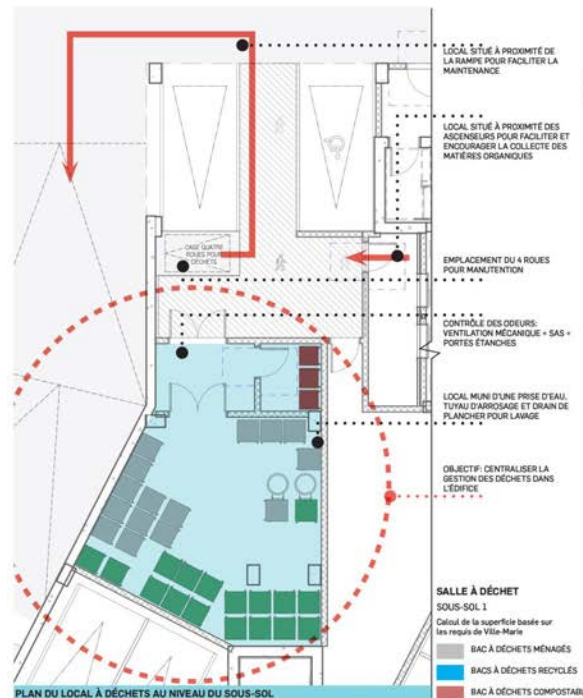 LOCAL SITUÉ À PROXIMITÉ DE
LA RAMPE POUR FACILITER LA
MAINTENANCE
LOCAL SITUÉ À PROXIMITÉ DES
ASCENSEURS POUR FACILITER ET
ENCOURAGER LA COLLECTE DES
MATIÈRES ORGANIQUES
CASE QUATRE
ROUES POUR
DÉCHETS
EMPLACEMENT DU 4 ROUES
POUR MANUTENTION
CONTRÔLE DES ODEURS:
VENTILATION MÉCANIQUE + SAS +
PORTES ÉTANCHES
LOCAL MUNI D'UNE PRISE D'EAU,
TUYAU D'ARROSAGE ET DRAIN DE
PLANCHER POUR LAVAGE
OBJECTIF: CENTRALISER LA
GESTION DES DÉCHETS DANS
L'ÉDIFICE
SALLE À DÉCHET
SOUS-SOL 1
Calcul de la superficie basée sur
les requis de Ville-Marie
BAC À DÉCHETS MÉNAGÉS
BACS À DÉCHETS RECYCLÉS
BAC À DÉCHETS COMPOSTAB
PLAN DU LOCAL À DÉCHETS AU NIVEAU DU SOUS-SOL